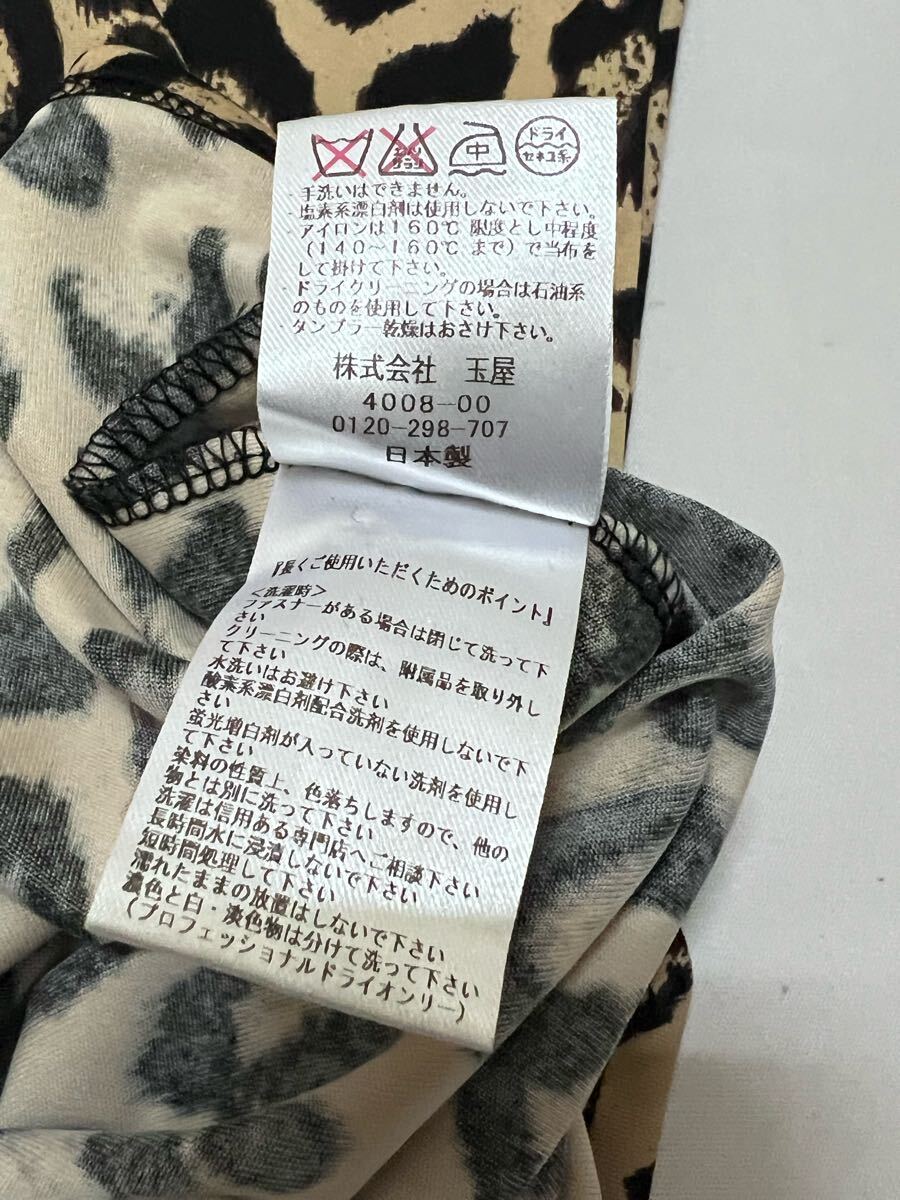 エンソ
サラシ
中
ドライ
セキユ系
・手洗いはできません。
・塩素系漂白剤は使用しないで下さい。
・アイロンは160℃ 限度とし中程度
(140〜160℃ まで)で当布を
して掛けて下さい。
・ドライクリーニングの場合は石油系
のものを使用して下さい。
・タンブラー乾燥はおさけ下さい。
株式会社 玉屋
4008-00
0120-298-707
日本製
『長くご使用いただくためのポイント』
<洗濯時>
ファスナーがある場合は閉じて洗って下
さい
クリーニングの際は、附属品を取り外し
て下さい
水洗いはお避け下さい
酸素系漂白剤配合洗剤を使用しないで下
さい
蛍光増白剤が入っていない洗剤を使用し
て下さい
染料の性質上、色落ちしますので、他の
物とは別に洗って下さい
洗濯は信用ある専門店へご相談下さい
長時間水に浸漬しないで下さい
短時間処理して下さい
濡れたままの放置はしないで下さい
濃色と白・淡色物は分けて洗って下さい
(プロフェッショナルドライオンリー)